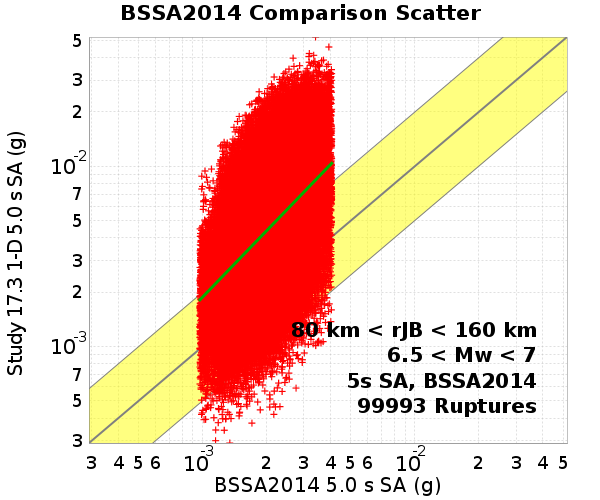 BSSA2014 Comparison Scatter
Study 17.3 1-D 5.0 s SA (g)
5
3
2
10-2
7
5
3
2
10-3
7
5
3
80 km < rJB < 160 km
6.5 < Mw < 7
5s SA, BSSA2014
99993 Ruptures
3 4 5 6 10-3 2 3 4 5 6 10-2 2 3 4 5
BSSA2014 5.0 s SA (g)